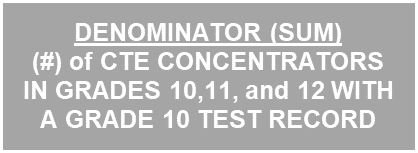 DENOMINATOR (SUM)
(#) of CTE CONCENTRATORS
IN GRADES 10,11, and 12 WITH
A GRADE 10 TEST RECORD